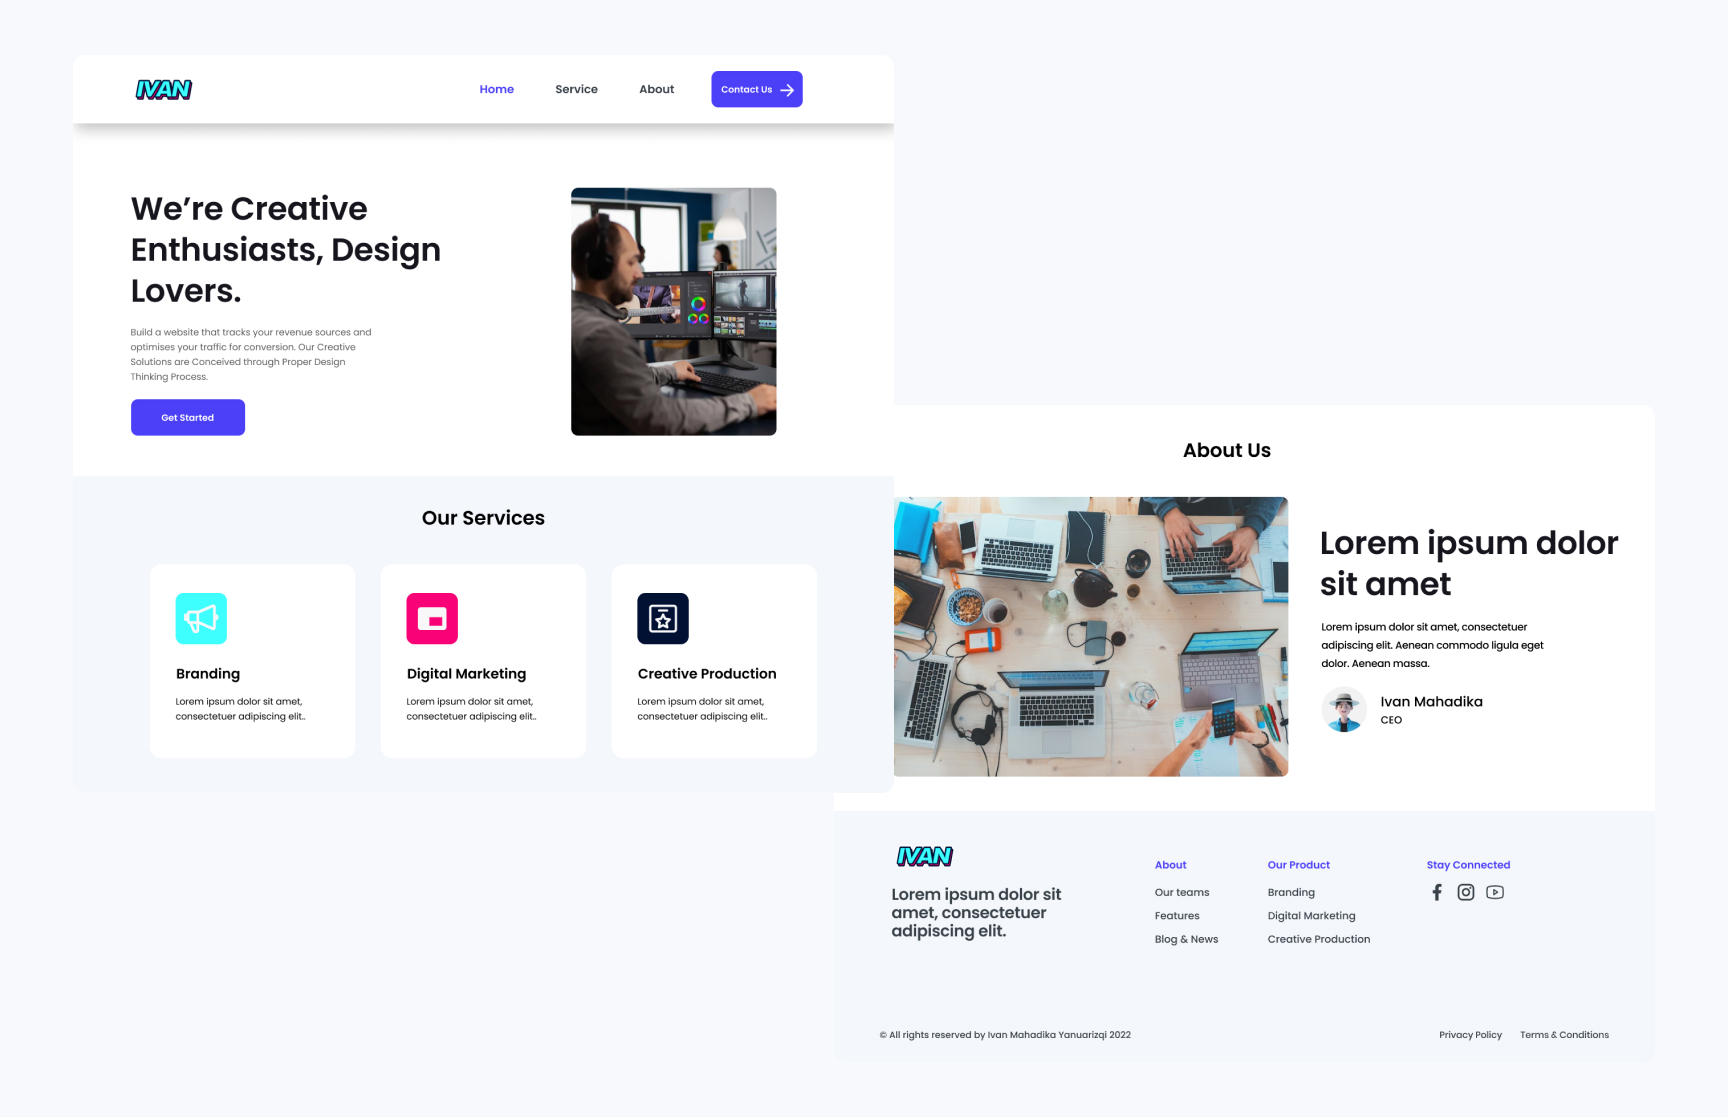 IVAN
Home
Service
About
Contact Us
We’re Creative
Enthusiasts, Design
Lovers.
Build a website that tracks your revenue sources and
optimises your traffic for conversion. Our Creative
Solutions are Conceived through Proper Design
Thinking Process.
Get Started
Our Services
Branding
Lorem ipsum dolor sit amet,
consectetuer adipiscing elit..
Digital Marketing
Lorem ipsum dolor sit amet,
consectetuer adipiscing elit..
Creative Production
Lorem ipsum dolor sit amet,
consectetuer adipiscing elit..
About Us
Lorem ipsum dolor
sit amet
Lorem ipsum dolor sit amet, consectetuer
adipiscing elit. Aenean commodo ligula eget
dolor. Aenean massa.
Ivan Mahadika
CEO
IVAN
Lorem ipsum dolor sit
amet, consectetuer
adipiscing elit.
About
Our teams
Features
Blog & News
Our Product
Branding
Digital Marketing
Creative Production
Stay Connected
© All rights reserved by Ivan Mahadika Yanuarizqi 2022
Privacy Policy
Terms & Conditions